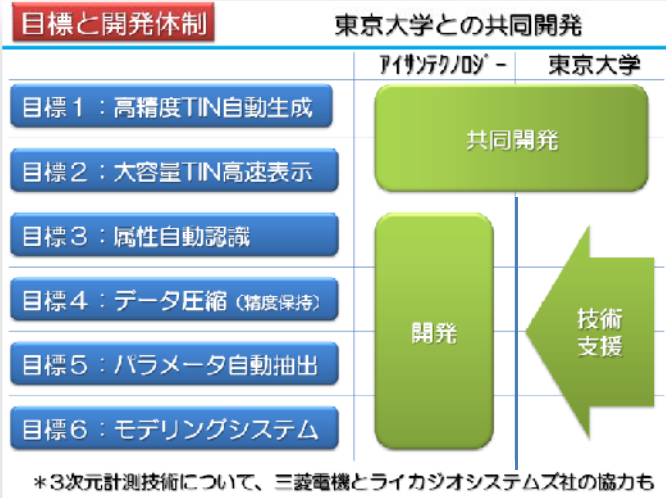 目標と開発体制
東京大学との共同開発
ｱｲｻﾝﾃｸﾉﾛｼﾞｰ
東京大学
目標１：高精度TIN自動生成
目標２：大容量TIN高速表示
目標３：属性自動認識
目標４：データ圧縮（精度保持）
目標５：パラメータ自動抽出
目標６：モデリングシステム
共同開発
開発
技術
支援
＊３次元計測技術について、三菱電機とライカジオシステムズ社の協力も